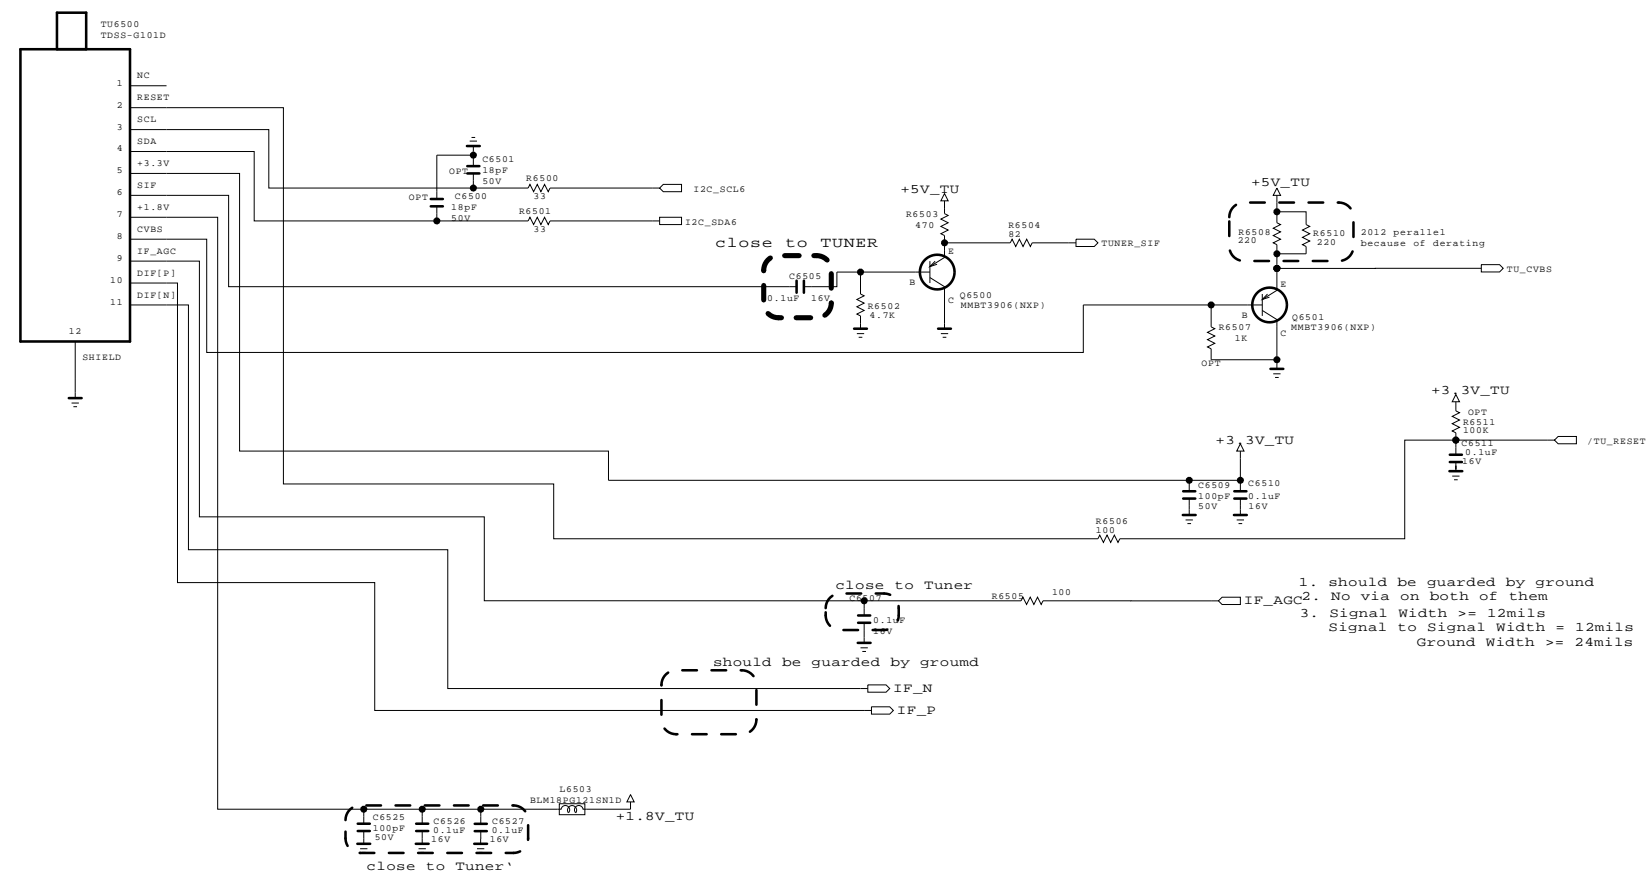 TU6500
TDSS-G101D
1 NC
2 RESET
3 SCL
4 SDA
5 +3.3V
6 SIF
7 +1.8V
8 CVBS
9 IF_AGC
10 DIF[P]
11 DIF[N]
12
SHIELD
C6501
18pF
50V
OPT
OPT
C6500
18pF
50V
R6500
33
I2C_SCL6
R6501
33
I2C_SDA6
close to TUNER
C6505
0.1uF 16V
R6502
4.7K
+5V_TU
R6503
470
R6504
82
TUNER_SIF
E
B
C
Q6500
MMBT3906(NXP)
+5V_TU
R6508
220
R6510
220
2012 perallel
because of derating
TU_CVBS
E
B
C
Q6501
MMBT3906(NXP)
R6507
1K
OPT
+3.3V_TU
OPT
R6511
100K
C6511
0.1uF
16V
/TU_RESET
+3.3V_TU
C6509
100pF
50V
C6510
0.1uF
16V
R6506
100
close to Tuner
C6507
0.1uF
16V
R6505 100
IF_AGC
1. should be guarded by ground
2. No via on both of them
3. Signal Width >= 12mils
Signal to Signal Width = 12mils
Ground Width >= 24mils
should be guarded by groumd
IF_N
IF_P
L6503
BLM18PG121SN1D
+1.8V_TU
C6525
100pF
50V
C6526
0.1uF
16V
C6527
0.1uF
16V
close to Tuner'